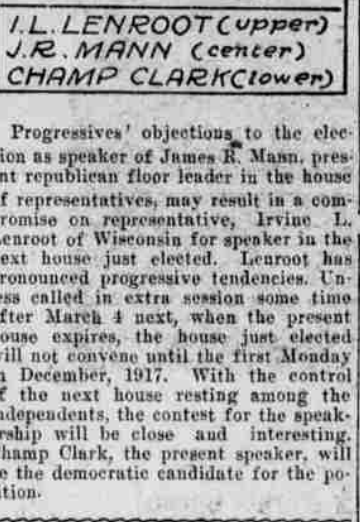 I.L. LENROOT (upper)
J.R. MANN (center)
CHAMP CLARK (lower)
Progressives' objections to the elec-
ion as speaker of James R. Mann, pres-
nt republican floor leader in the house
f representatives, may result in a com-
romise on representative, Irvine L.
enroot of Wisconsin for speaker in the
ext house just elected. Lenroot has
ronounced progressive tendencies. Un-
ess called in extra session some time
fter March 4 next, when the present
ouse expires, the house just elected
ill not convene until the first Monday
n December, 1917. With the control
f the next house resting among the
ndependents, the contest for the speak-
rship will be close and interesting.
hamp Clark, the present speaker, will
e the democratic candidate for the po-
ition.